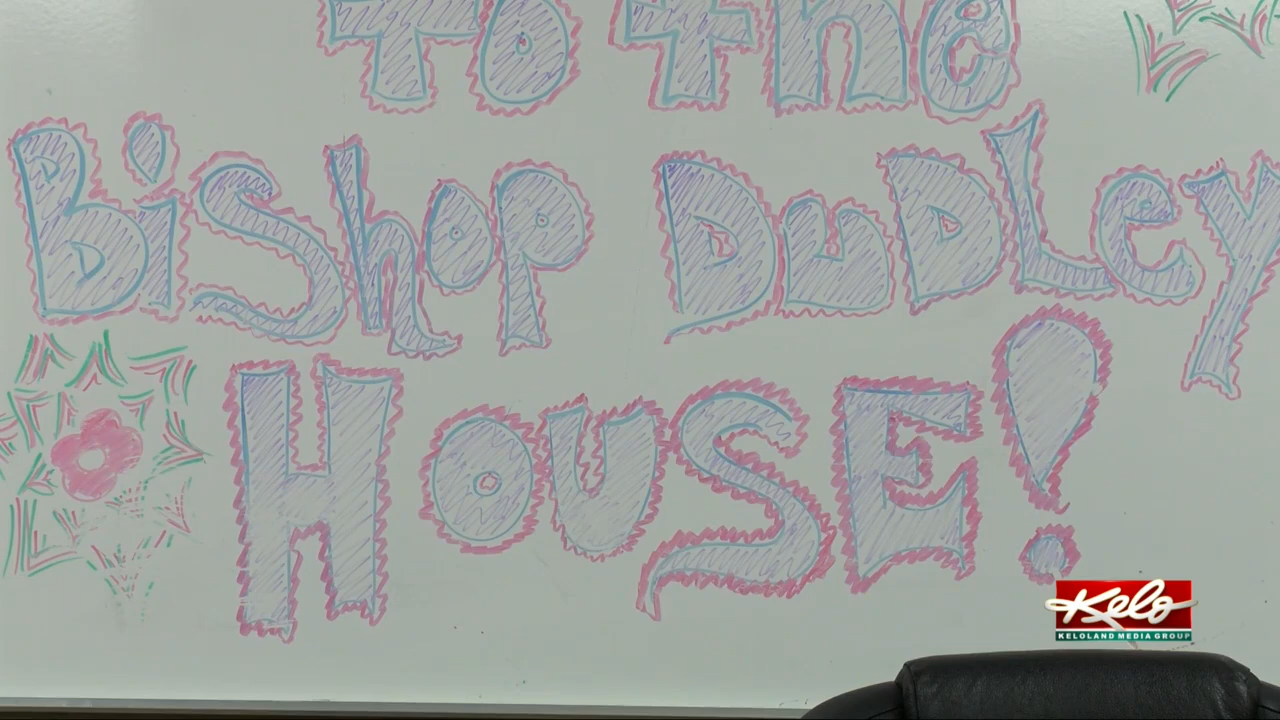 to the
BiShop DuDLey
HOUSE!
Kelo
KELOLAND MEDIA GROUP